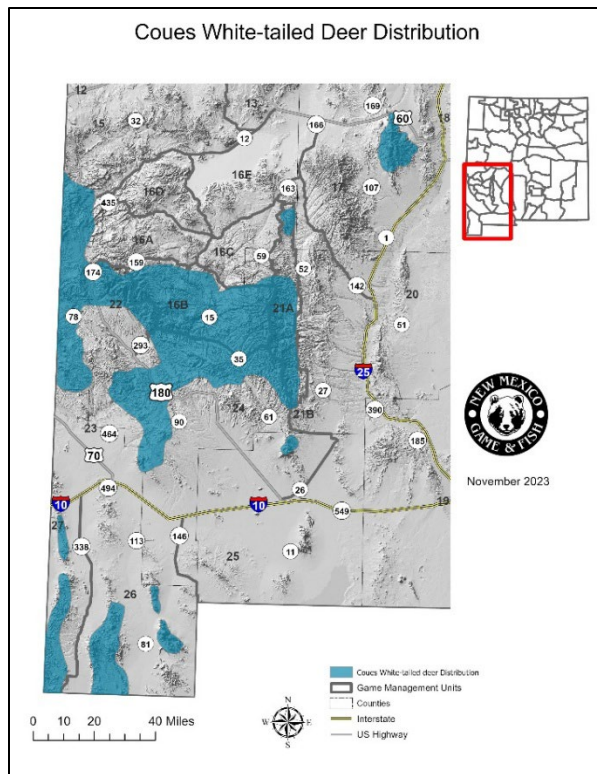 Coues White-tailed Deer Distribution
12
13
169
18
15
32
60
12
166
16D
16E
163
17
107
435
16A
16C
59
1
174
159
52
142
20
22
16B
21A
78
15
51
293
35
25
180
27
24
390
23
90
61
21B
464
185
70
494
26
19
10
10
549
27
338
113
146
25
11
26
81
NEW MEXICO
GAME & FISH
November 2023
Coues White-tailed deer Distribution
Game Management Units
Counties
Interstate
US Highway
N
W E
S
0 10 20 40 Miles